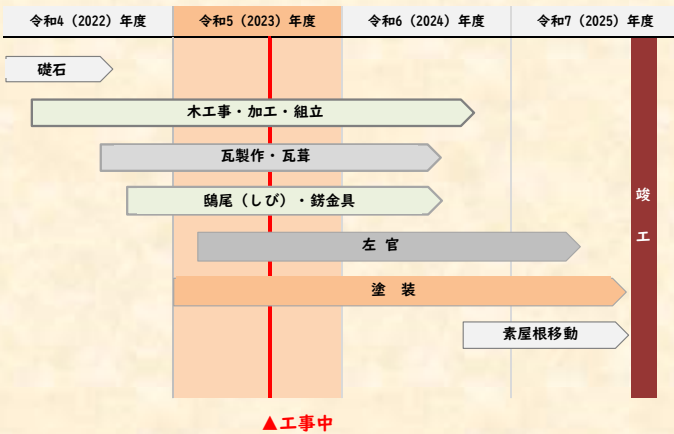 令和4（2022）年度
令和5（2023）年度
令和6（2024）年度
令和7（2025）年度
礎石
木工事・加工・組立
瓦製作・瓦葺
鴟尾（しび）・錺金具
左 官
塗　装
素屋根移動
竣工
▲工事中